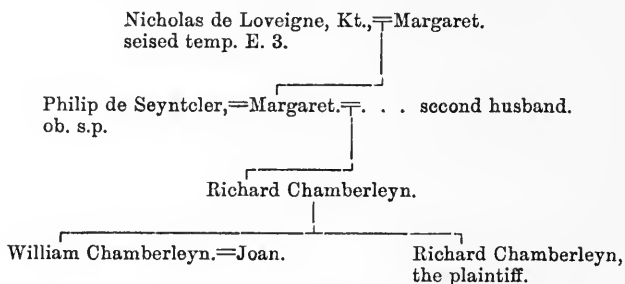 Nicholas de Loveigne, Kt.,=Margaret.
seised temp. E. 3.
Philip de Seyntcler,=Margaret.=. . . second husband.
ob. s.p.
Richard Chamberleyn.
William Chamberleyn.=Joan.
Richard Chamberleyn,
the plaintiff.